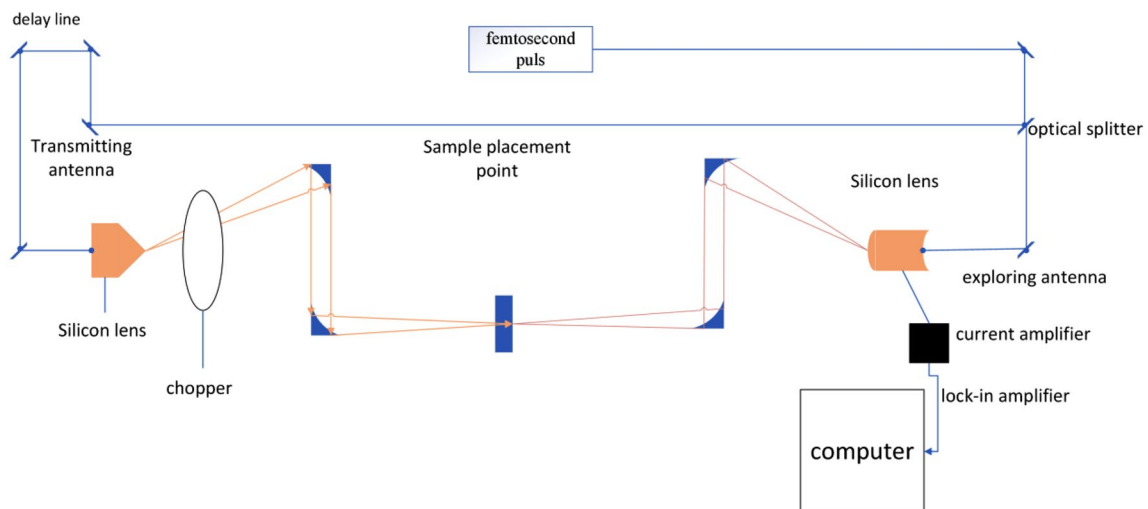 delay line
femtosecond
puls
optical splitter
Transmitting
antenna
Sample placement
point
Silicon lens
exploring antenna
Silicon lens
current amplifier
chopper
lock-in amplifier
computer